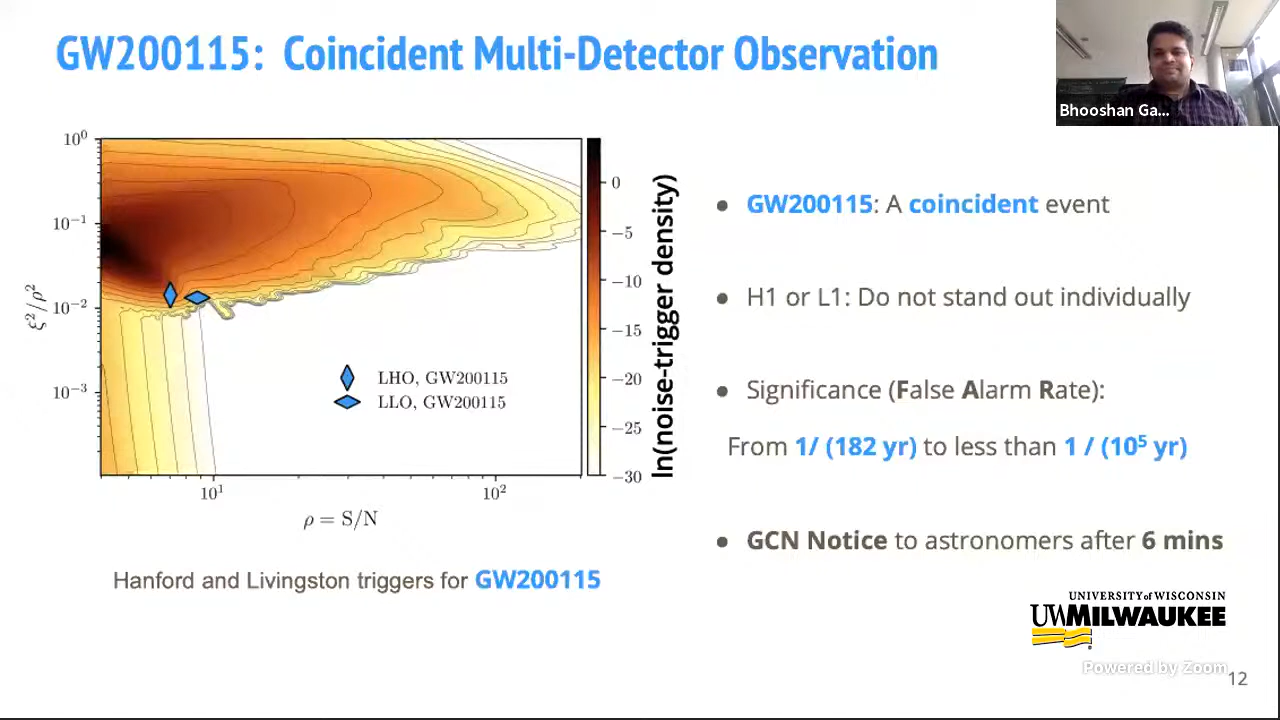 GW200115: Coincident Multi-Detector Observation
Bhooshan Ga...
10⁰
10⁻¹
10⁻²
10⁻³
ξ²/ρ²
10¹
10²
ρ = S/N
LHO, GW200115
LLO, GW200115
0
−5
−10
−15
−20
−25
−30
ln(noise-trigger density)
Hanford and Livingston triggers for GW200115
● GW200115: A coincident event
● H1 or L1: Do not stand out individually
● Significance (False Alarm Rate):
From 1/ (182 yr) to less than 1 / (10⁵ yr)
● GCN Notice to astronomers after 6 mins
UNIVERSITY of WISCONSIN
UWMILWAUKEE
Powered by Zoom
12